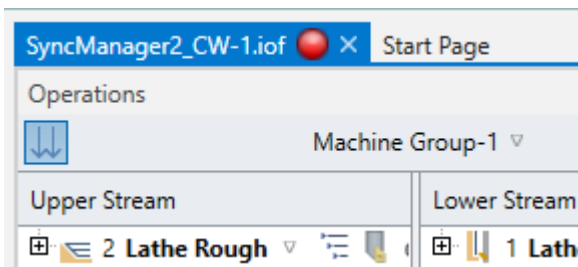 SyncManager2_CW-1.iof Start Page
Operations
Machine Group-1
Upper Stream Lower Stream
2 Lathe Rough 1